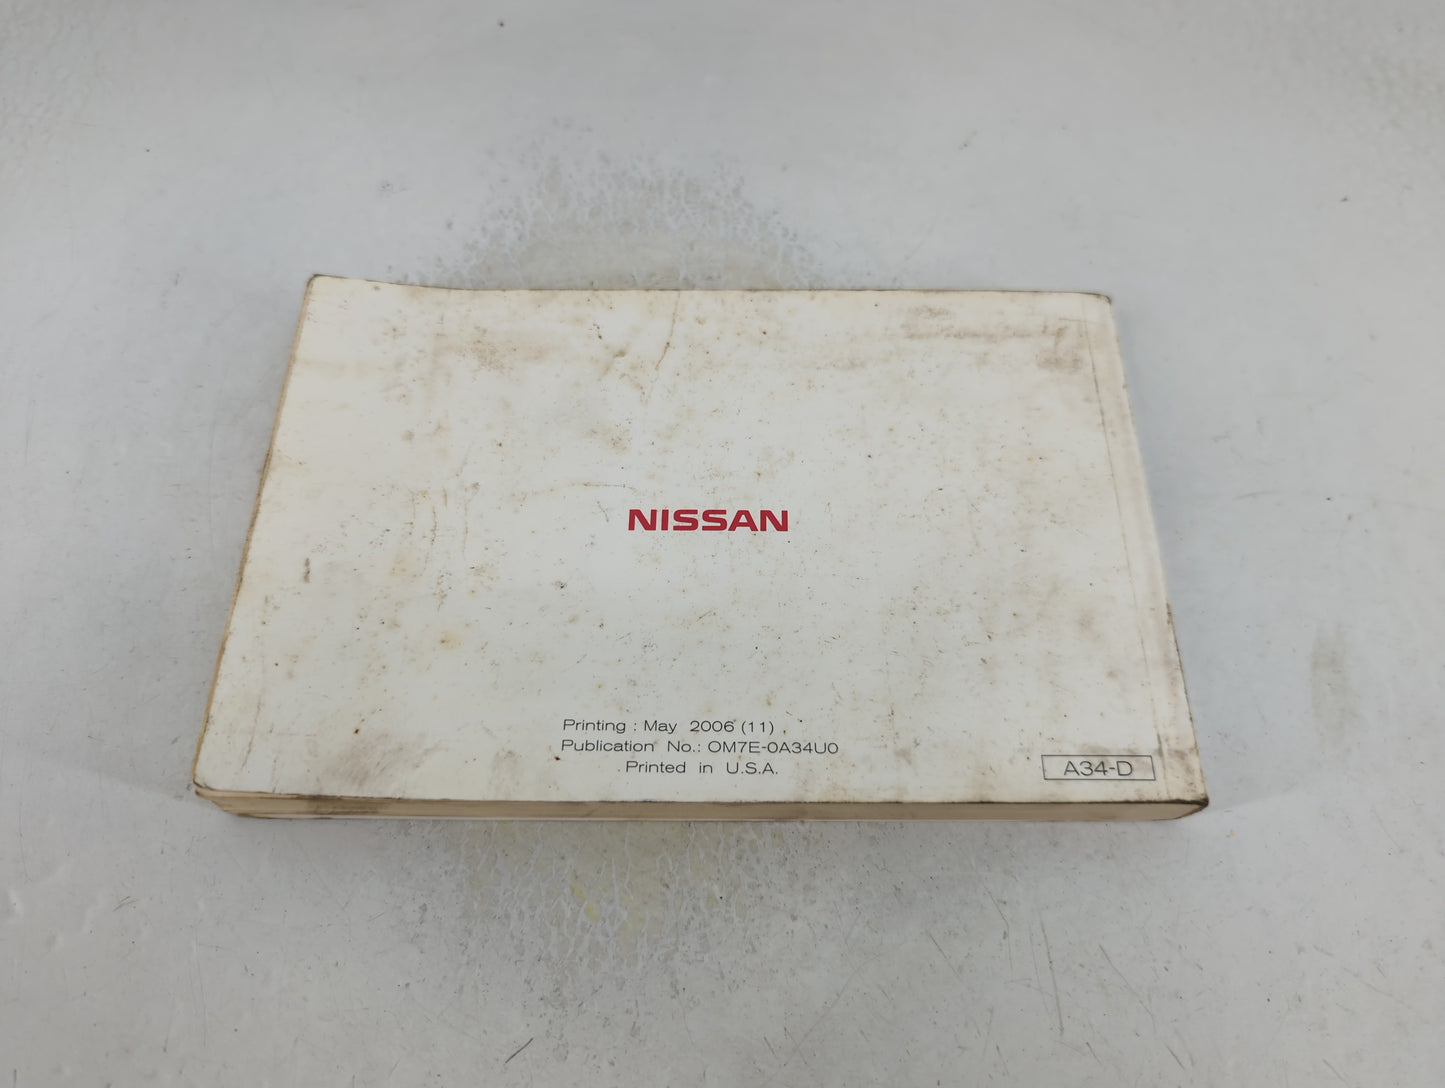 NISSAN
Printing : May 2006 (11)
Publication No.: OM7E-0A34U0
Printed in U.S.A.
A34-D